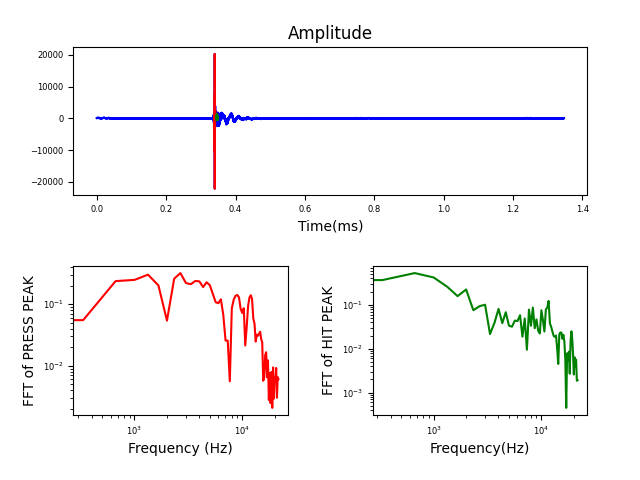 Amplitude
20000
10000
0
−10000
−20000
0.0 0.2 0.4 0.6 0.8 1.0 1.2 1.4
Time(ms)
FFT of PRESS PEAK
10⁻¹
10⁻²
10³ 10⁴
Frequency (Hz)
FFT of HIT PEAK
10⁻¹
10⁻²
10⁻³
10³ 10⁴
Frequency(Hz)